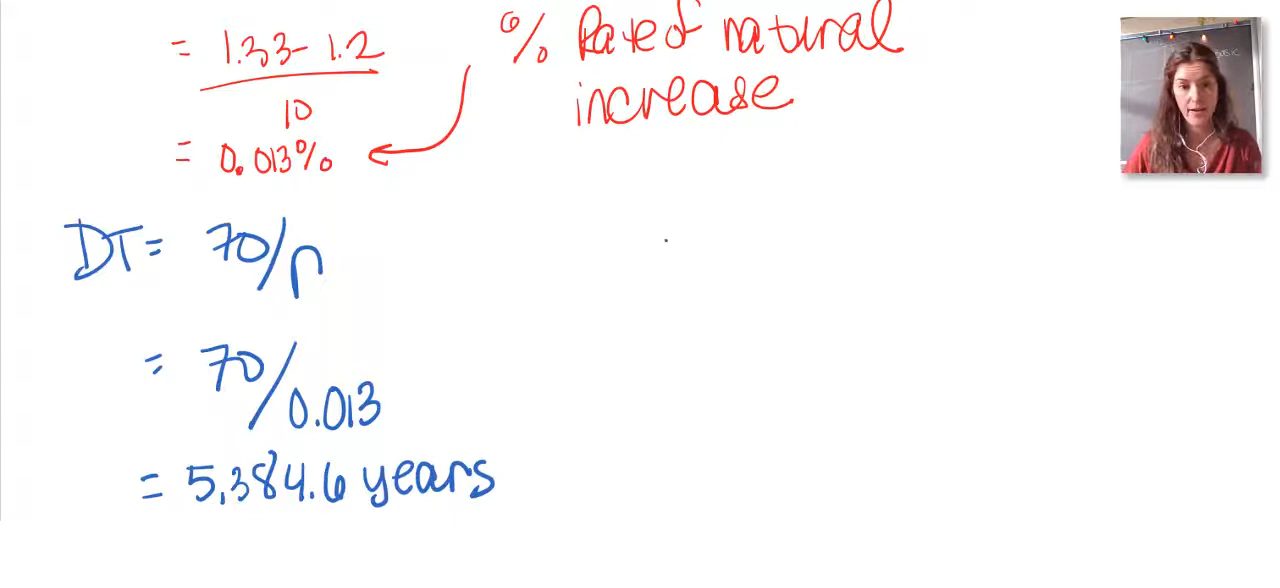 = 1.33 - 1.2
10
= 0.013%
% Rate of natural
increase
DT = 70/r
= 70/0.013
= 5,384.6 years